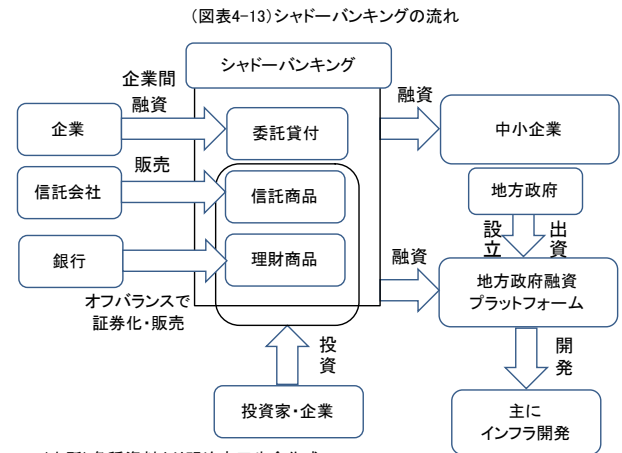 (図表4-13)シャドーバンキングの流れ
シャドーバンキング
企業間
融資
融資
企業
委託貸付
中小企業
販売
信託会社
信託商品
地方政府
設立
出資
銀行
理財商品
融資
地方政府融資
プラットフォーム
オフバランスで
証券化・販売
投資
開発
投資家・企業
主に
インフラ開発